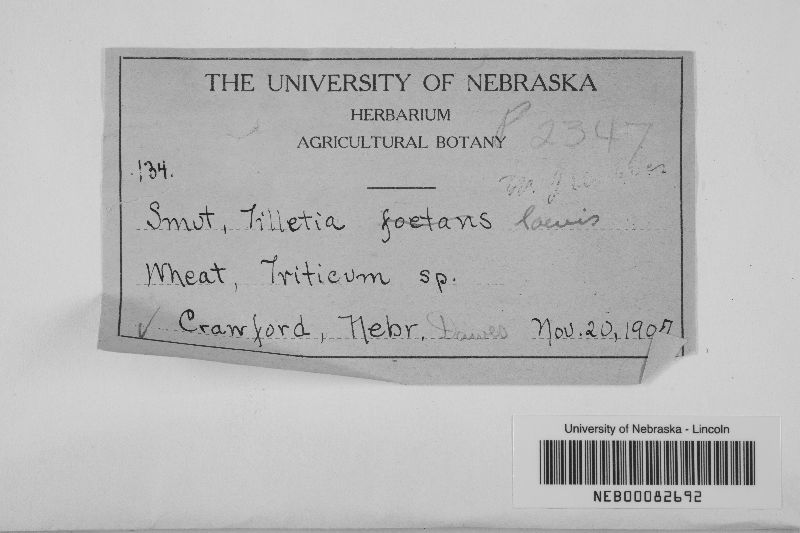 THE UNIVERSITY OF NEBRASKA
HERBARIUM
AGRICULTURAL BOTANY P 2347
134.
Smut, Tilletia foetans laevis
Wheat, Triticum sp.
✓ Crawford, Nebr. Dawes Nov. 20, 1907
University of Nebraska - Lincoln
NEB00082692